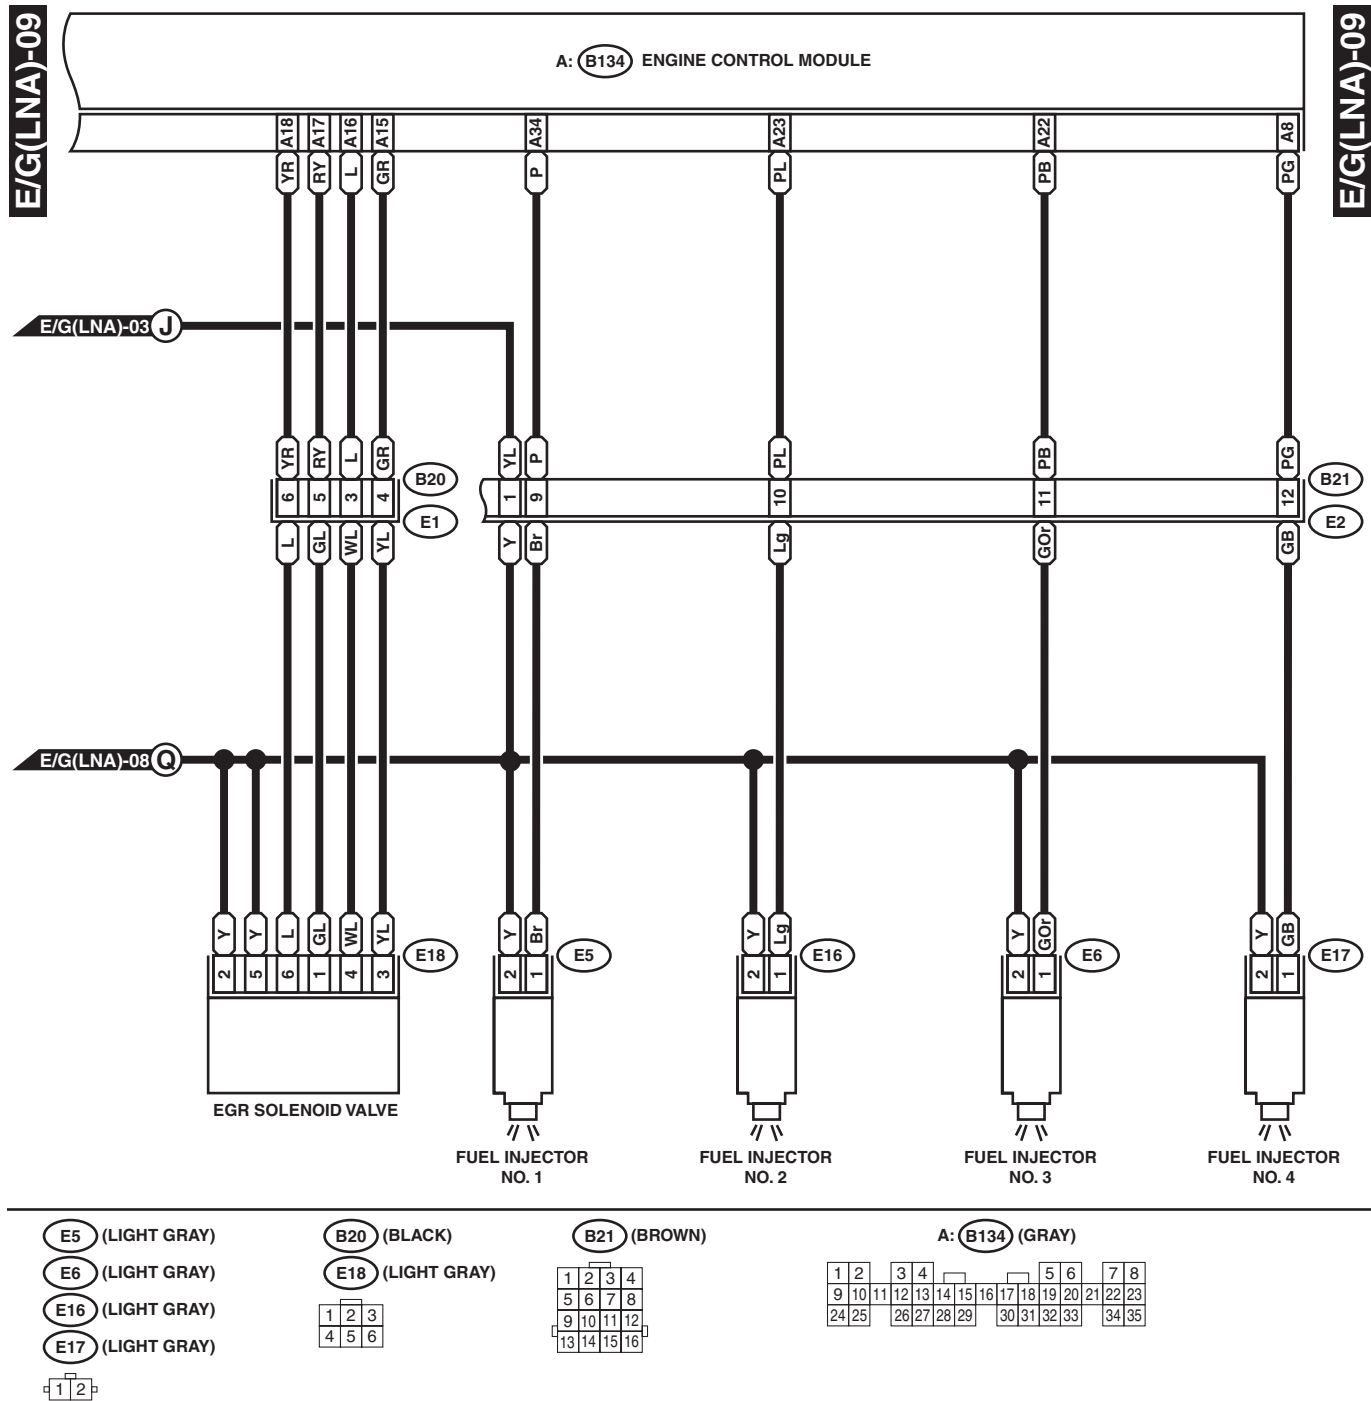 E/G(LNA)-09
E/G(LNA)-09
A: B134 ENGINE CONTROL MODULE
A18 A17 A16 A15 A34 A23 A22 A8
YR RY L GR P PL PB PG
E/G(LNA)-03 J
YR RY L GR YL P PL PB PG
B20 B21
6 5 3 4 1 9 10 11 12
E1 E2
L GL WL YL Y Br Lg GOr GB
E/G(LNA)-08 Q
Y Y L GL WL YL Y Br Y Lg Y GOr Y GB
E18 E5 E16 E6 E17
2 5 6 1 4 3 2 1 2 1 2 1 2 1
EGR SOLENOID VALVE
FUEL INJECTOR
NO. 1
FUEL INJECTOR
NO. 2
FUEL INJECTOR
NO. 3
FUEL INJECTOR
NO. 4
E5 (LIGHT GRAY)
E6 (LIGHT GRAY)
E16 (LIGHT GRAY)
E17 (LIGHT GRAY)
1 2
B20 (BLACK)
E18 (LIGHT GRAY)
1 2 3
4 5 6
B21 (BROWN)
1 2 3 4
5 6 7 8
9 10 11 12
13 14 15 16
A: B134 (GRAY)
1 2 3 4 5 6 7 8
9 10 11 12 13 14 15 16 17 18 19 20 21 22 23
24 25 26 27 28 29 30 31 32 33 34 35